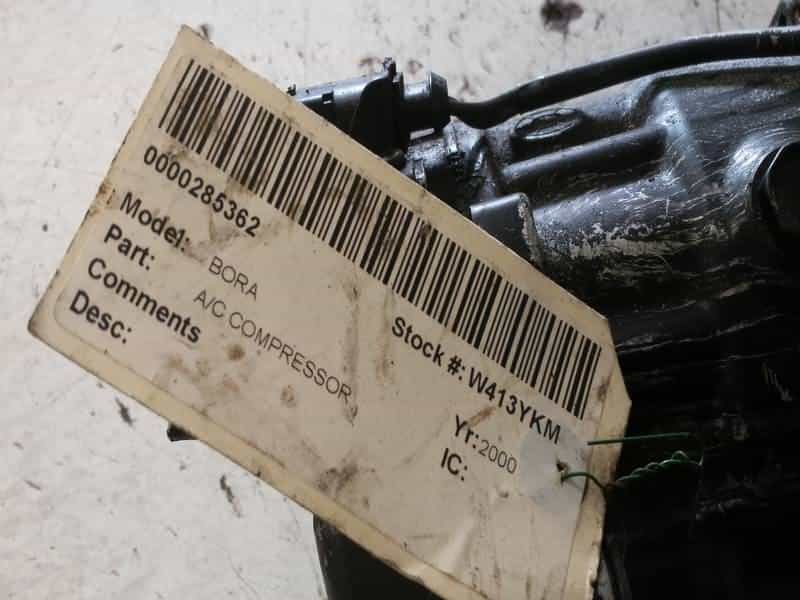 0000285362
Stock #: W413YKM
Model: BORA
Yr: 2000
Part: A/C COMPRESSOR
IC:
Comments
Desc: